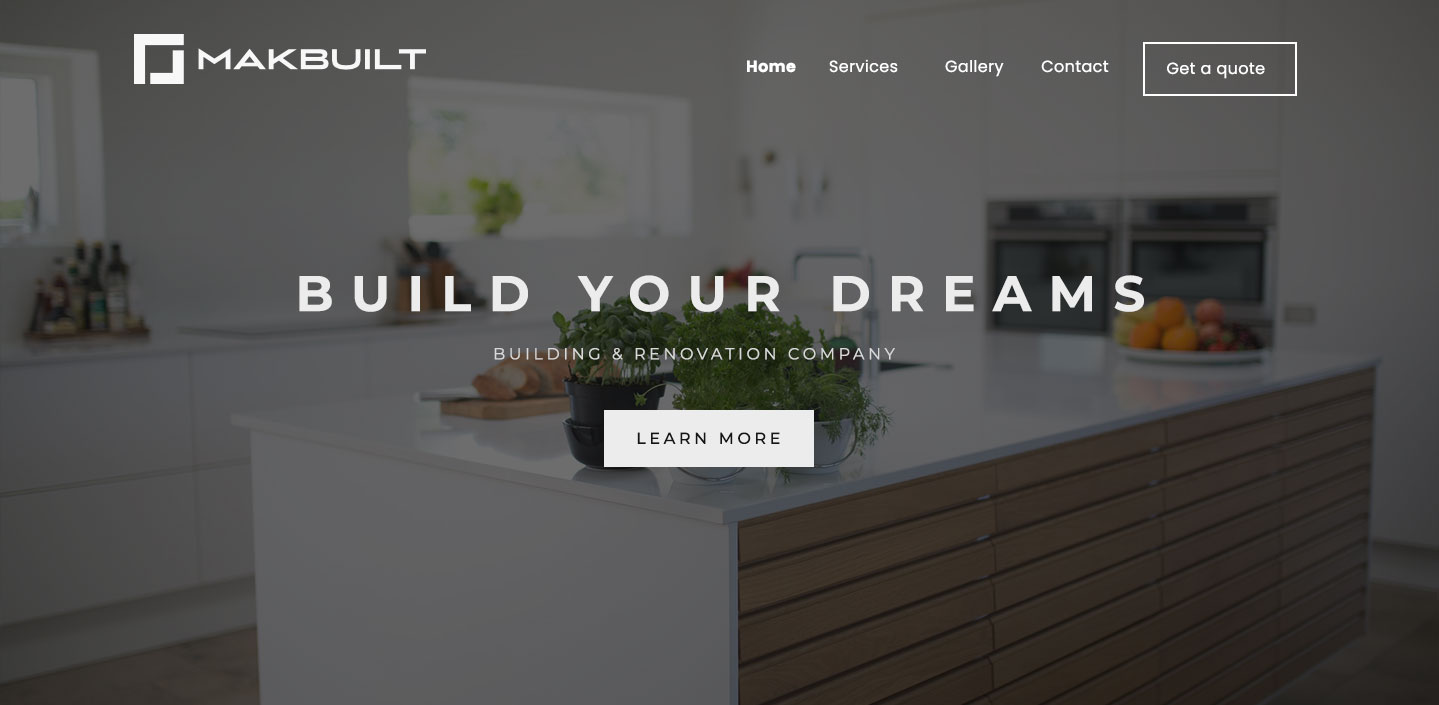 MAKBUILT
Home Services Gallery Contact Get a quote
BUILD YOUR DREAMS
BUILDING & RENOVATION COMPANY
LEARN MORE